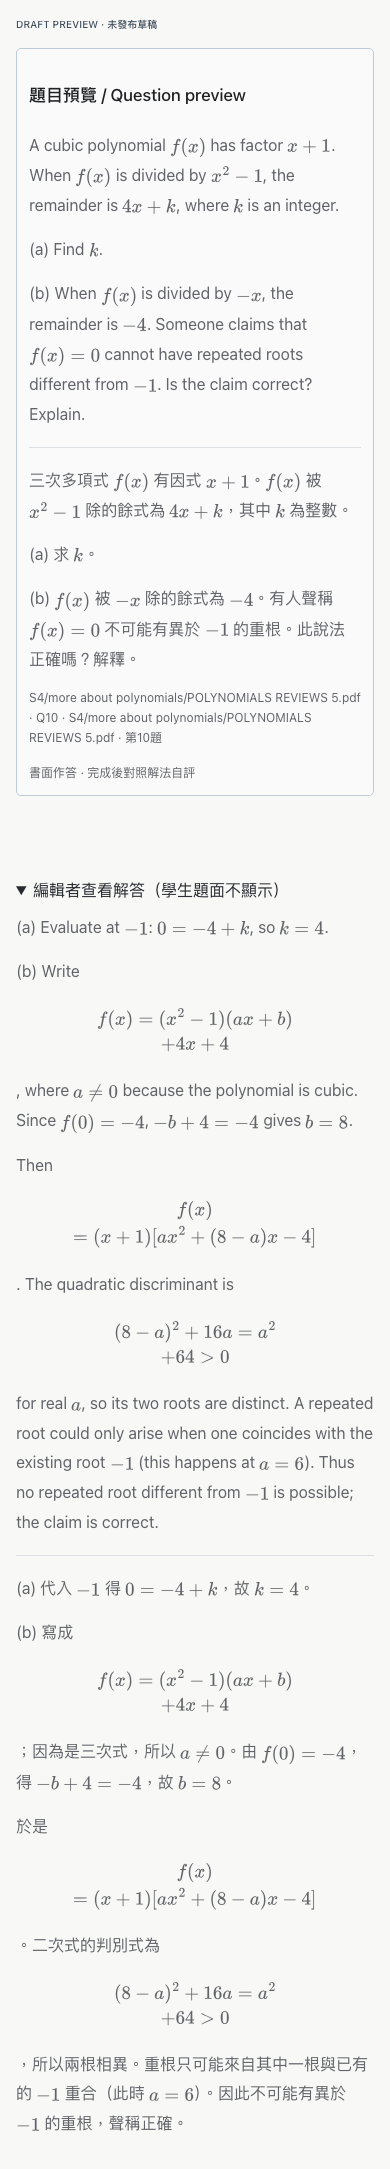 DRAFT PREVIEW · 未發布草稿
題目預覽 / Question preview
A cubic polynomial f(x) has factor x + 1.
When f(x) is divided by x² − 1, the
remainder is 4x + k, where k is an integer.
(a) Find k.
(b) When f(x) is divided by −x, the
remainder is −4. Someone claims that
f(x) = 0 cannot have repeated roots
different from −1. Is the claim correct?
Explain.
三次多項式 f(x) 有因式 x + 1。f(x) 被
x² − 1 除的餘式為 4x + k，其中 k 為整數。
(a) 求 k。
(b) f(x) 被 −x 除的餘式為 −4。有人聲稱
f(x) = 0 不可能有異於 −1 的重根。此說法
正確嗎？解釋。
S4/more about polynomials/POLYNOMIALS REVIEWS 5.pdf
· Q10 · S4/more about polynomials/POLYNOMIALS
REVIEWS 5.pdf · 第10題
書面作答 · 完成後對照解法自評
▼ 編輯者查看解答（學生題面不顯示）
(a) Evaluate at −1: 0 = −4 + k, so k = 4.
(b) Write
f(x) = (x² − 1)(ax + b)
+4x + 4
, where a ≠ 0 because the polynomial is cubic.
Since f(0) = −4, −b + 4 = −4 gives b = 8.
Then
f(x)
= (x + 1)[ax² + (8 − a)x − 4]
. The quadratic discriminant is
(8 − a)² + 16a = a²
+64 > 0
for real a, so its two roots are distinct. A repeated
root could only arise when one coincides with the
existing root −1 (this happens at a = 6). Thus
no repeated root different from −1 is possible;
the claim is correct.
(a) 代入 −1 得 0 = −4 + k，故 k = 4。
(b) 寫成
f(x) = (x² − 1)(ax + b)
+4x + 4
；因為是三次式，所以 a ≠ 0。由 f(0) = −4，
得 −b + 4 = −4，故 b = 8。
於是
f(x)
= (x + 1)[ax² + (8 − a)x − 4]
。二次式的判別式為
(8 − a)² + 16a = a²
+64 > 0
，所以兩根相異。重根只可能來自其中一根與已有
的 −1 重合（此時 a = 6）。因此不可能有異於
−1 的重根，聲稱正確。